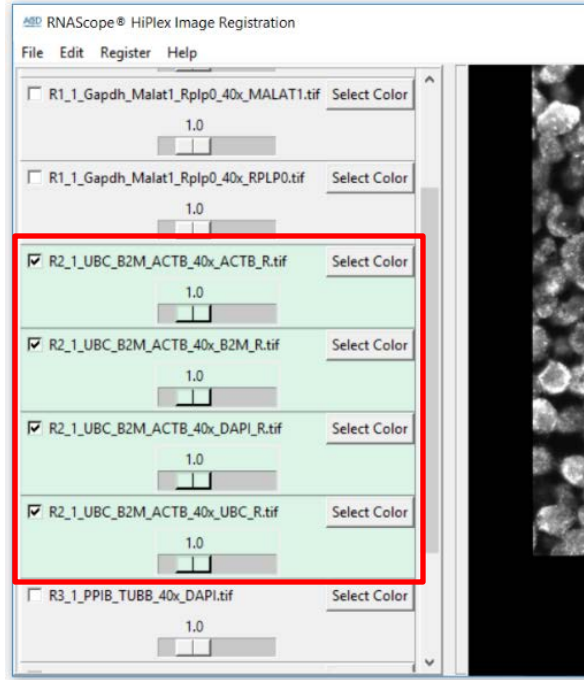 ACD RNAScope® HiPlex Image Registration
File Edit Register Help
R1_1_Gapdh_Malat1_Rplp0_40x_MALAT1.tif Select Color
1.0
R1_1_Gapdh_Malat1_Rplp0_40x_RPLP0.tif Select Color
1.0
R2_1_UBC_B2M_ACTB_40x_ACTB_R.tif Select Color
1.0
R2_1_UBC_B2M_ACTB_40x_B2M_R.tif Select Color
1.0
R2_1_UBC_B2M_ACTB_40x_DAPI_R.tif Select Color
1.0
R2_1_UBC_B2M_ACTB_40x_UBC_R.tif Select Color
1.0
R3_1_PPIB_TUBB_40x_DAPI.tif Select Color
1.0